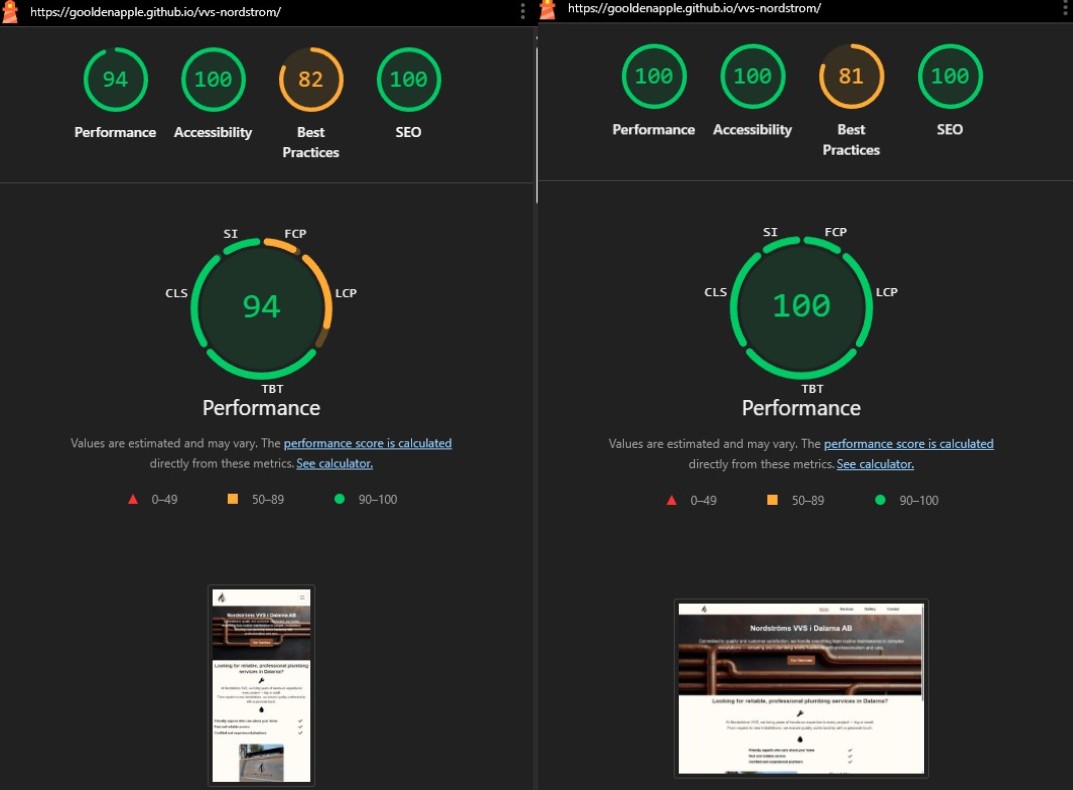 https://gooldenapple.github.io/vvs-nordstrom/
94
100
82
100
Performance
Accessibility
Best
Practices
SEO
SI
FCP
CLS
LCP
94
TBT
Performance
Values are estimated and may vary. The performance score is calculated
directly from these metrics. See calculator.
0–49
50–89
90–100
Nordströms VVS i Dalarna AB
Looking for reliable, professional plumbing
services in Dalarna?
https://gooldenapple.github.io/vvs-nordstrom/
100
100
81
100
Performance
Accessibility
Best
Practices
SEO
SI
FCP
CLS
LCP
100
TBT
Performance
Values are estimated and may vary. The performance score is calculated
directly from these metrics. See calculator.
0–49
50–89
90–100
Home Services Gallery Contact
Nordströms VVS i Dalarna AB
Our Services
Looking for reliable, professional plumbing services in Dalarna?